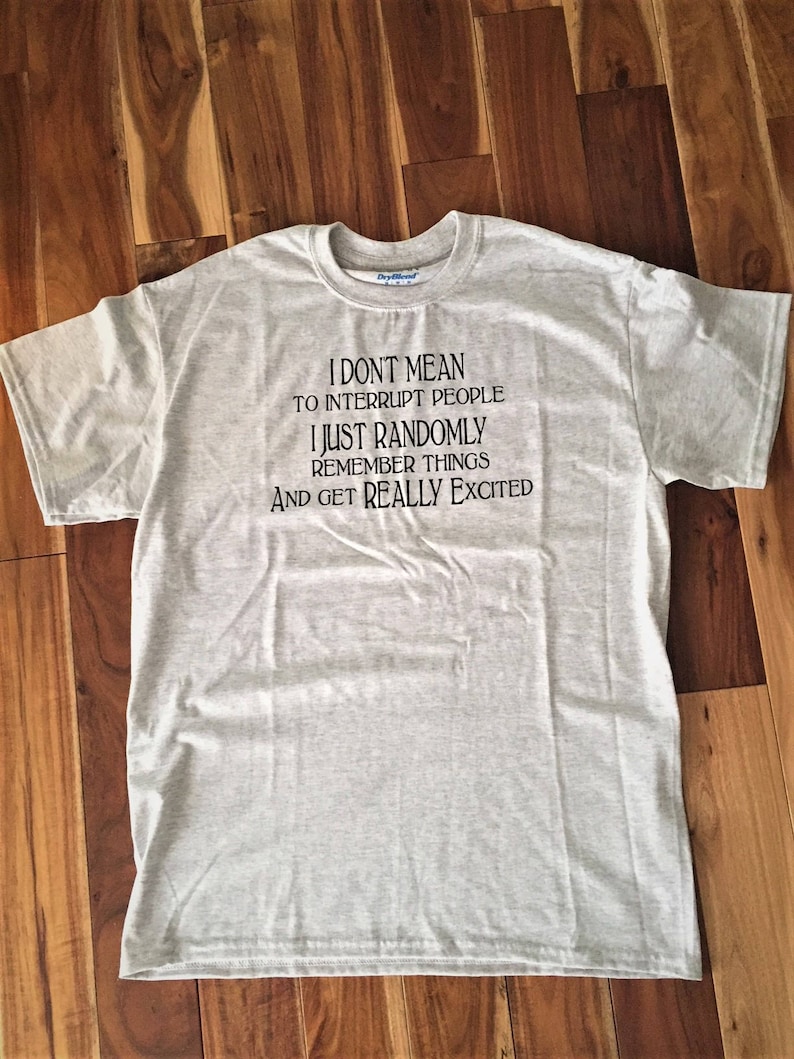 DryBlend
I DON'T MEAN
TO INTERRUPT PEOPLE
I JUST RANDOMLY
REMEMBER THINGS
AND GET REALLY EXCITED